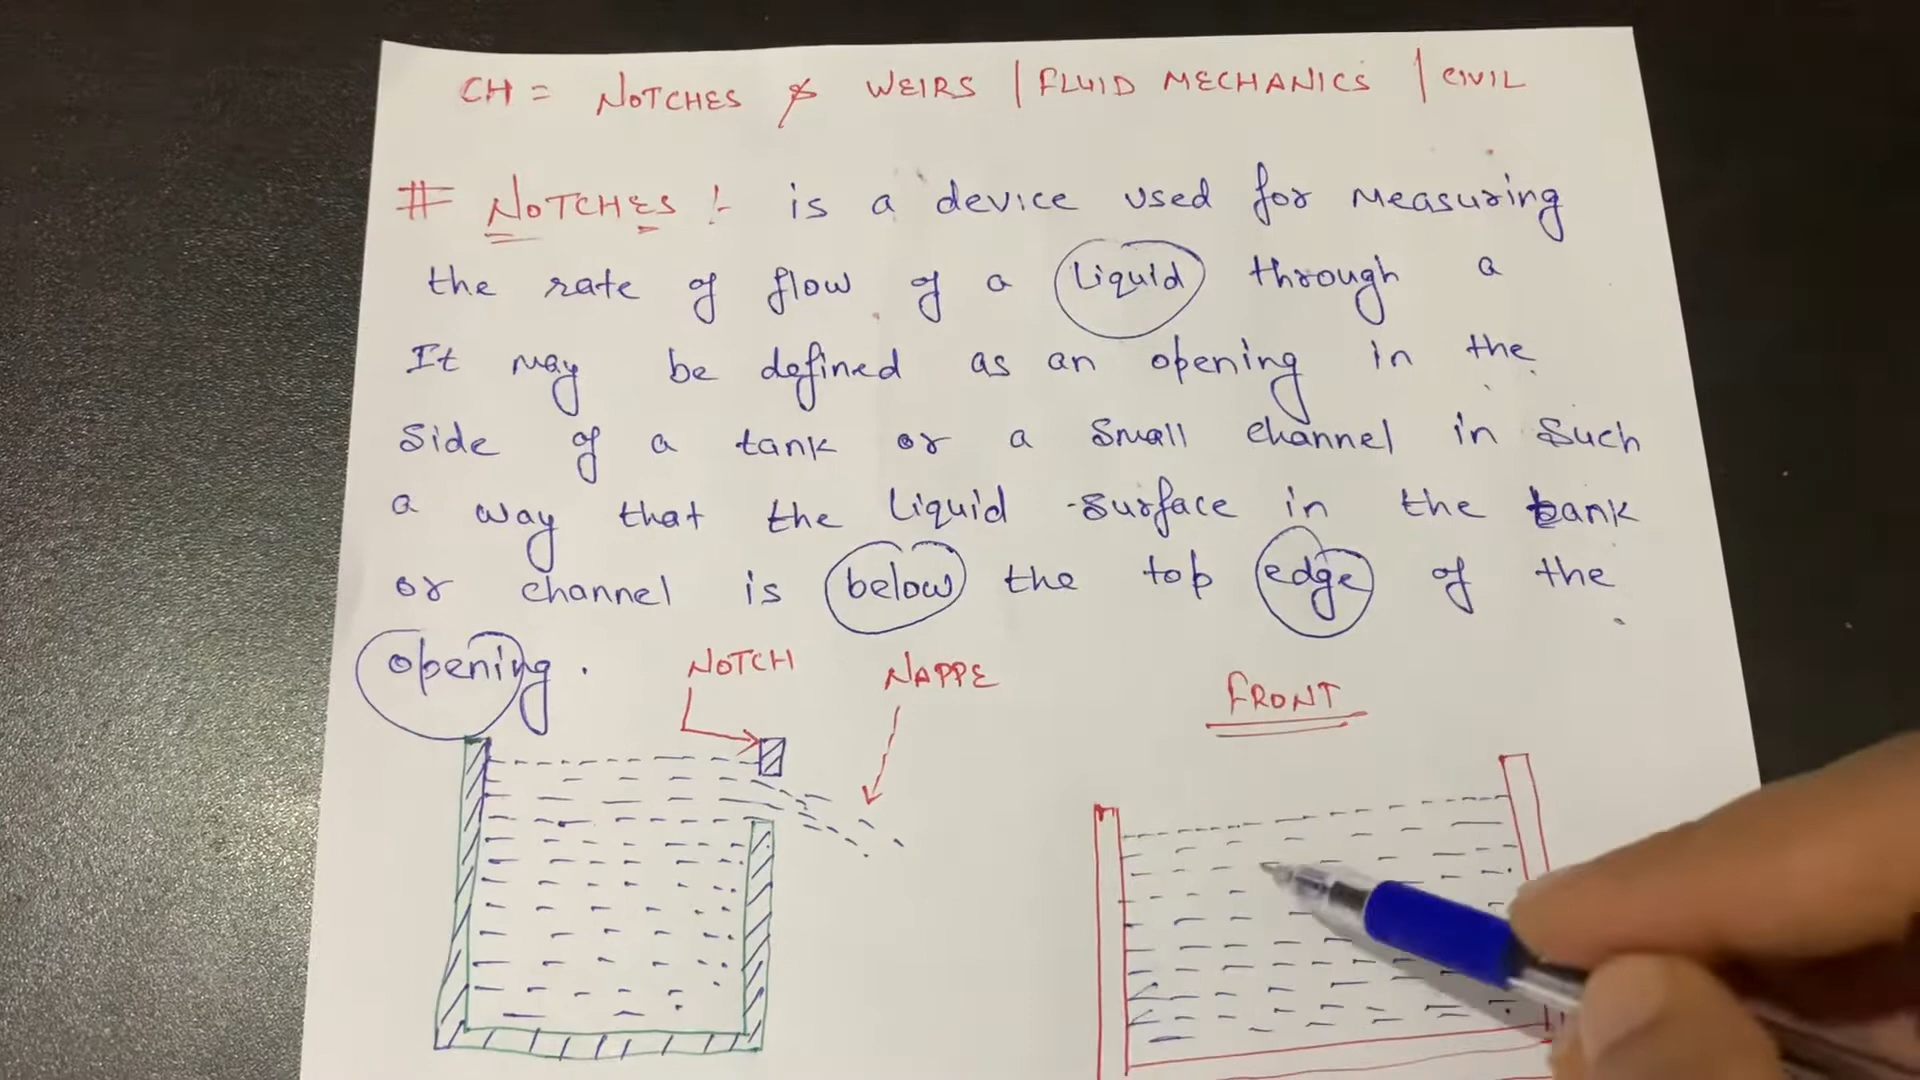 CH = NOTCHES & WEIRS | FLUID MECHANICS | CIVIL
# NOTCHES :- is a device used for measuring
the rate of flow of a liquid through a
It may be defined as an opening in the
side of a tank or a small channel in such
a way that the liquid surface in the tank
or channel is below the top edge of the
opening.
NOTCH
NAPPE
FRONT